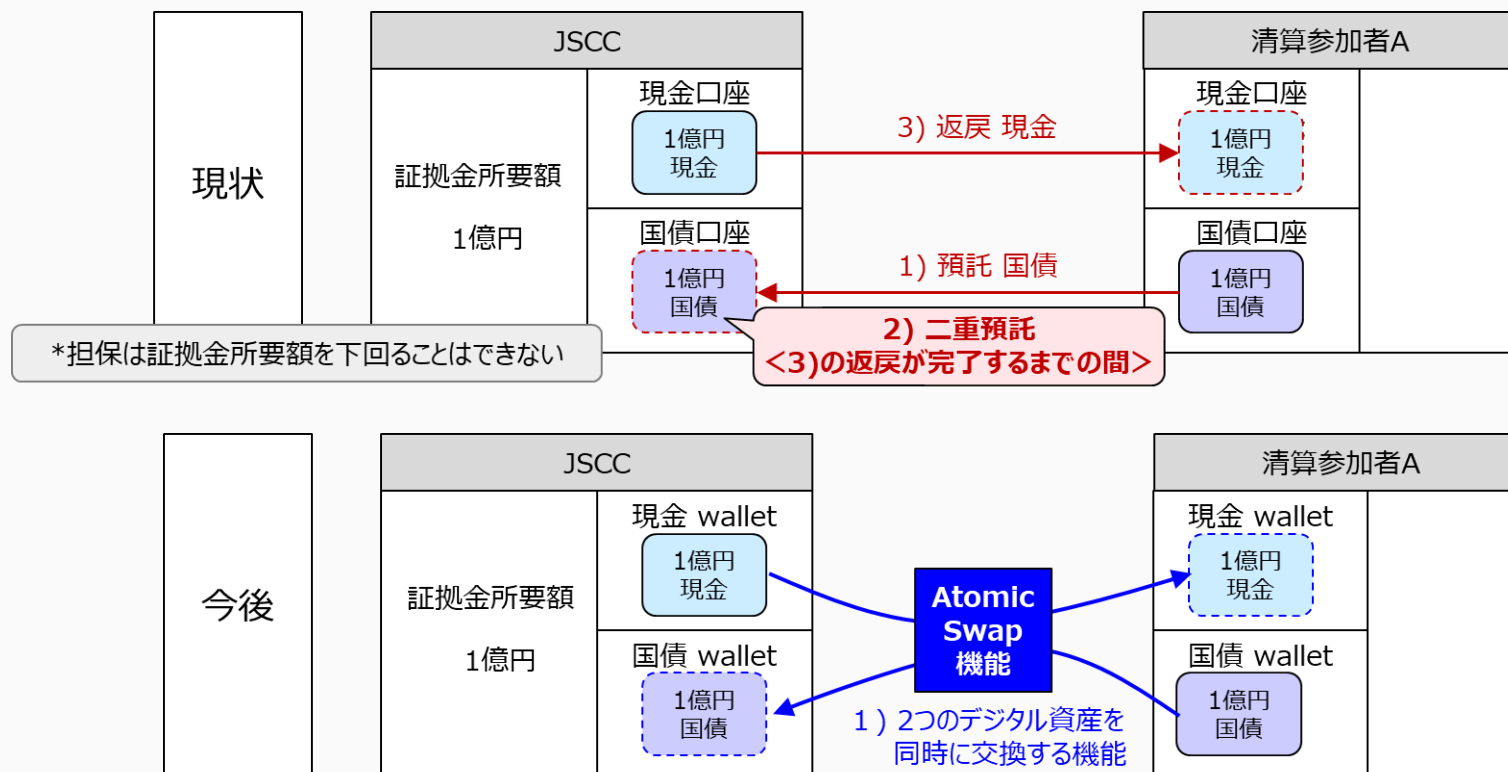 現状
JSCC
証拠金所要額
1億円
現金口座
1億円
現金
国債口座
1億円
国債
3) 返戻 現金
1) 預託 国債
2) 二重預託
<3)の返戻が完了するまでの間>
清算参加者A
現金口座
1億円
現金
国債口座
1億円
国債
*担保は証拠金所要額を下回ることはできない
今後
JSCC
証拠金所要額
1億円
現金 wallet
1億円
現金
国債 wallet
1億円
国債
Atomic
Swap
機能
1) 2つのデジタル資産を
同時に交換する機能
清算参加者A
現金 wallet
1億円
現金
国債 wallet
1億円
国債